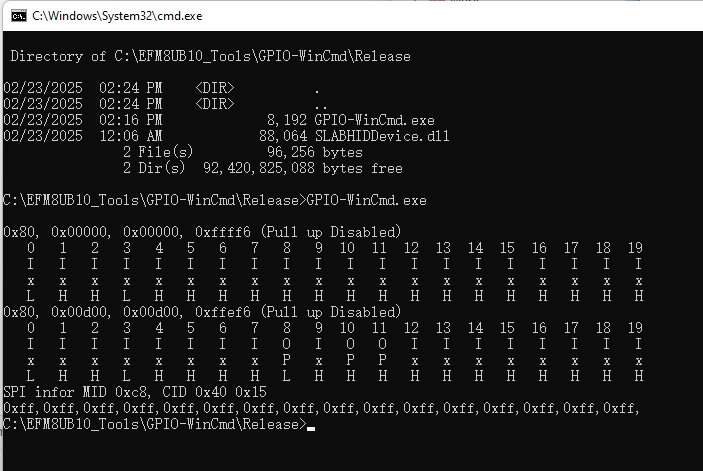 C:\Windows\System32\cmd.exe
Directory of C:\EFM8UB10_Tools\GPIO-WinCmd\Release
02/23/2025  02:24 PM    <DIR>          .
02/23/2025  02:24 PM    <DIR>          ..
02/23/2025  02:16 PM             8,192 GPIO-WinCmd.exe
02/23/2025  12:06 AM            88,064 SLABHIDDevice.dll
2 File(s)         96,256 bytes
2 Dir(s)  92,420,825,088 bytes free
C:\EFM8UB10_Tools\GPIO-WinCmd\Release>GPIO-WinCmd.exe
0x80, 0x00000, 0x00000, 0xffff6 (Pull up Disabled)
0 1 2 3 4 5 6 7 8 9 10 11 12 13 14 15 16 17 18 19
I I I I I I I I I I I I I I I I I I I I
x x x x x x x x x x x x x x x x x x x x
L H H L H H H H H H H H H H H H H H H H
0x80, 0x00d00, 0x00d00, 0xffef6 (Pull up Disabled)
0 1 2 3 4 5 6 7 8 9 10 11 12 13 14 15 16 17 18 19
I I I I I I I I O I O O I I I I I I I I
x x x x x x x x P x P P x x x x x x x x
L H H L H H H H L H H H H H H H H H H H
SPI infor MID 0xc8, CID 0x40 0x15
0xff,0xff,0xff,0xff,0xff,0xff,0xff,0xff,0xff,0xff,0xff,0xff,0xff,0xff,0xff,0xff,
C:\EFM8UB10_Tools\GPIO-WinCmd\Release>